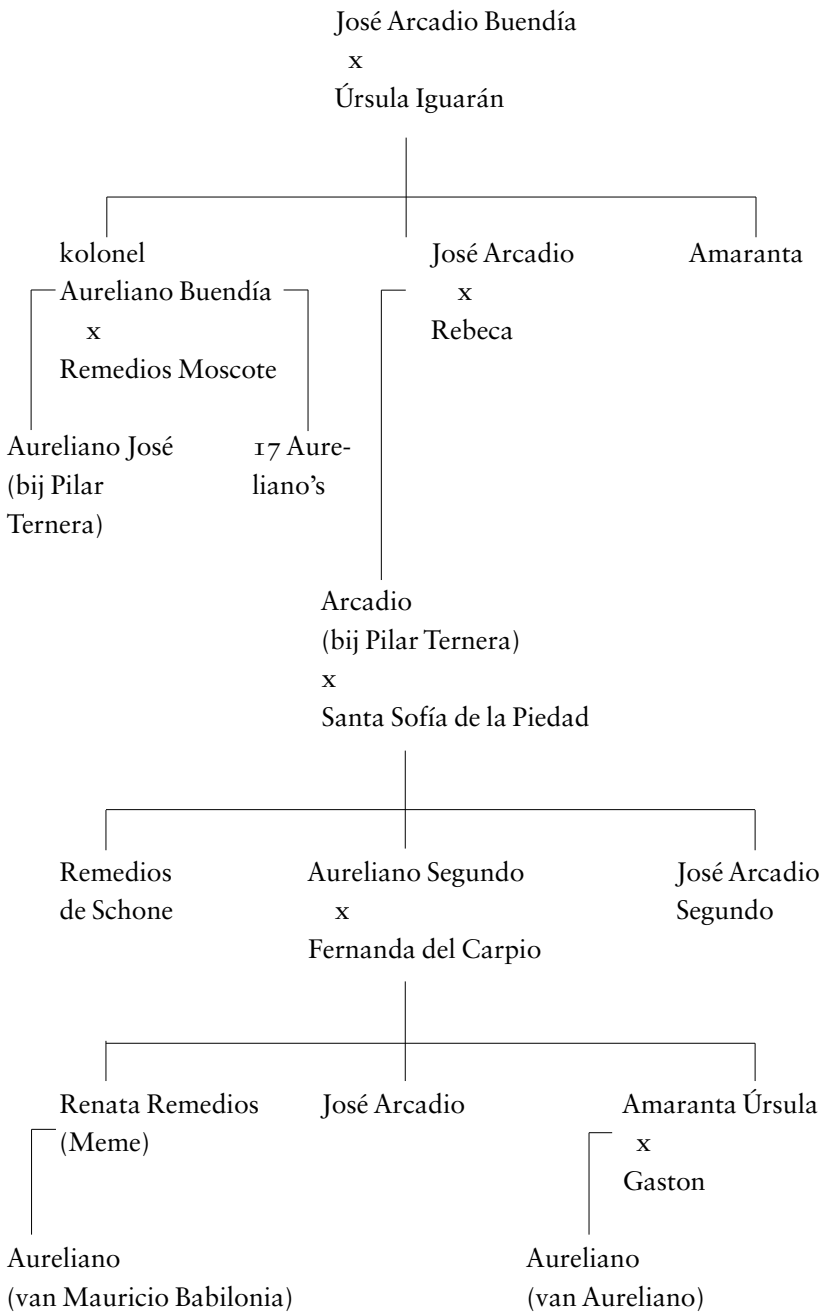 José Arcadio Buendía
x
Úrsula Iguarán
kolonel
Aureliano Buendía
x
Remedios Moscote
José Arcadio
x
Rebeca
Amaranta
Aureliano José
(bij Pilar
Ternera)
17 Aure-
liano’s
Arcadio
(bij Pilar Ternera)
x
Santa Sofía de la Piedad
Remedios
de Schone
Aureliano Segundo
x
Fernanda del Carpio
José Arcadio
Segundo
Renata Remedios
(Meme)
José Arcadio
Amaranta Úrsula
x
Gaston
Aureliano
(van Mauricio Babilonia)
Aureliano
(van Aureliano)